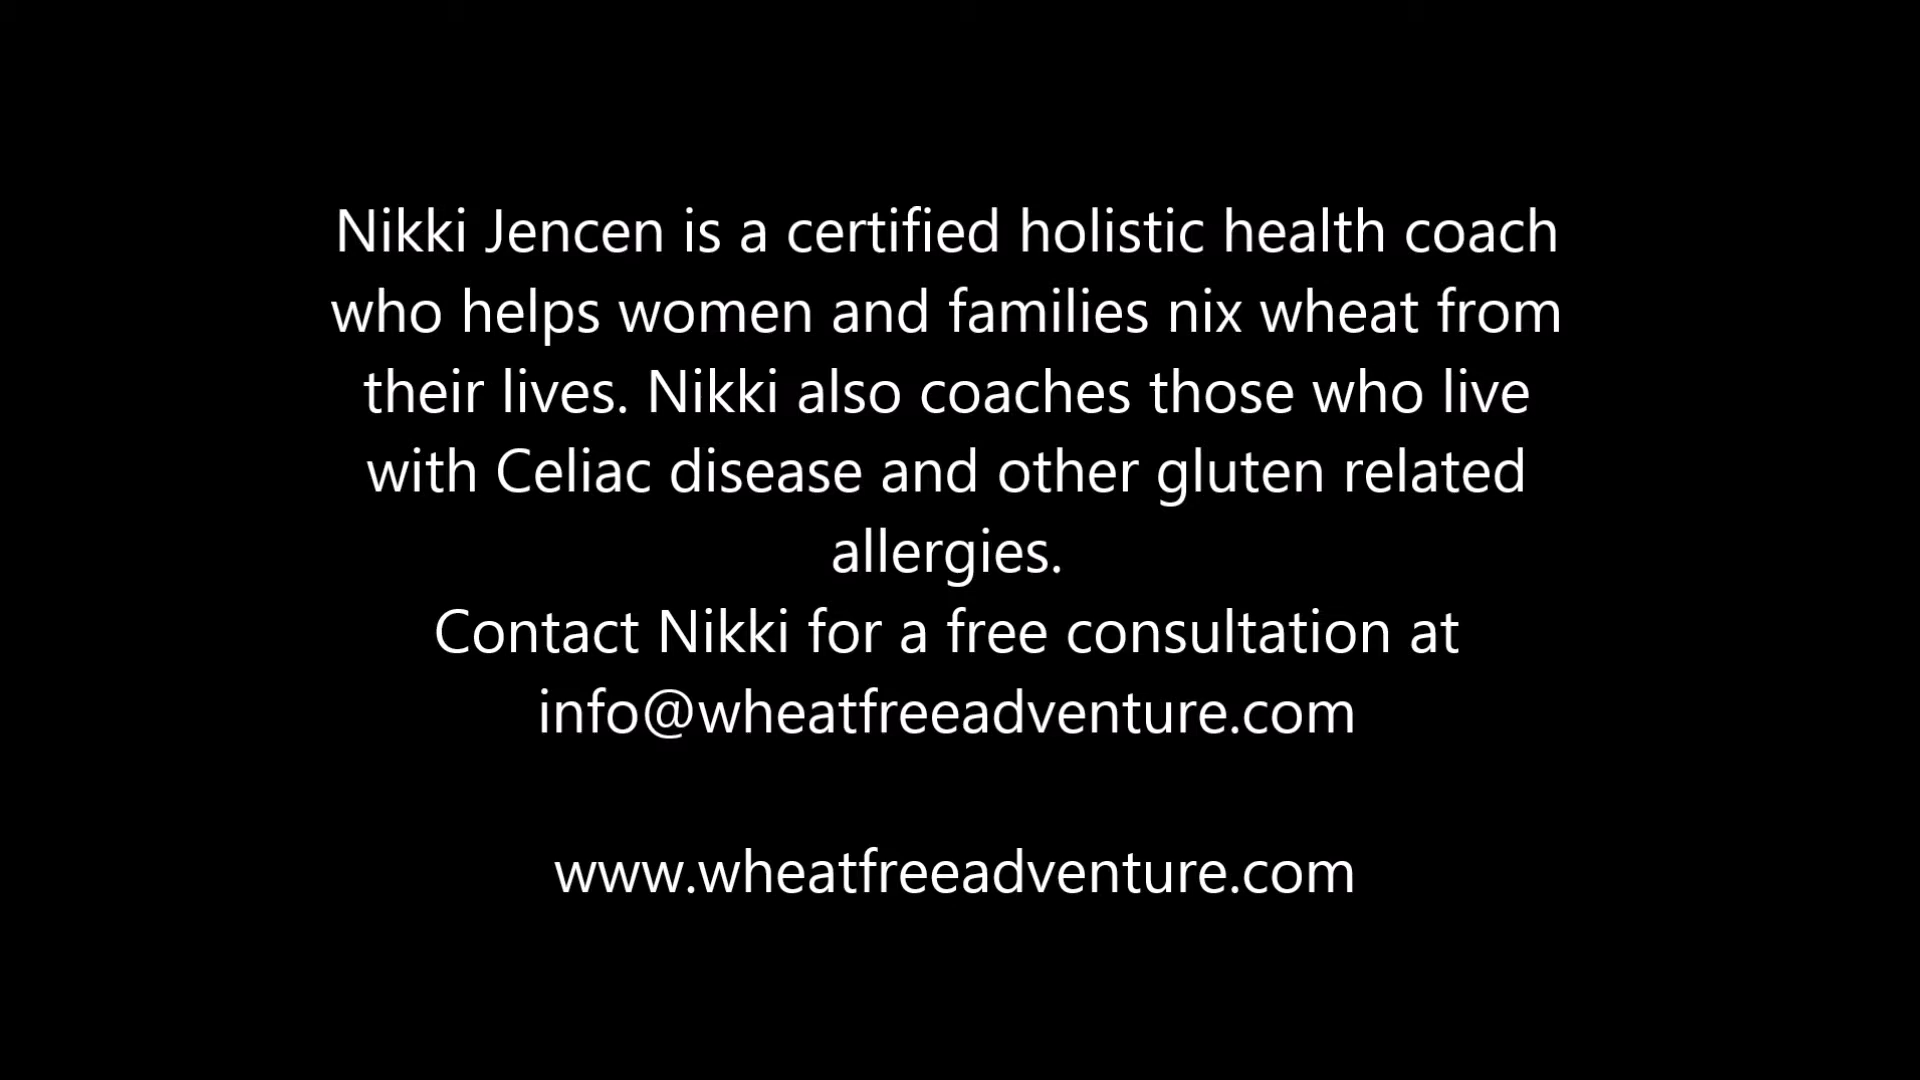 Nikki Jencen is a certified holistic health coach
who helps women and families nix wheat from
their lives. Nikki also coaches those who live
with Celiac disease and other gluten related
allergies.
Contact Nikki for a free consultation at
info@wheatfreeadventure.com
www.wheatfreeadventure.com